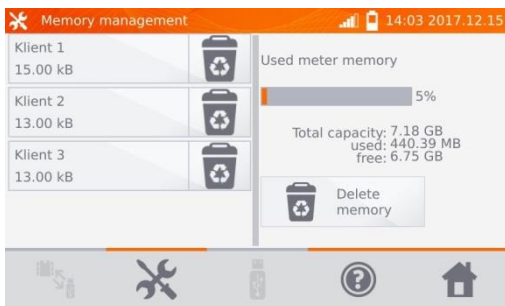 Memory management
14:03 2017.12.15
Klient 1
15.00 kB
Klient 2
13.00 kB
Klient 3
13.00 kB
Used meter memory
5%
Total capacity: 7.18 GB
used: 440.39 MB
free: 6.75 GB
Delete
memory
?